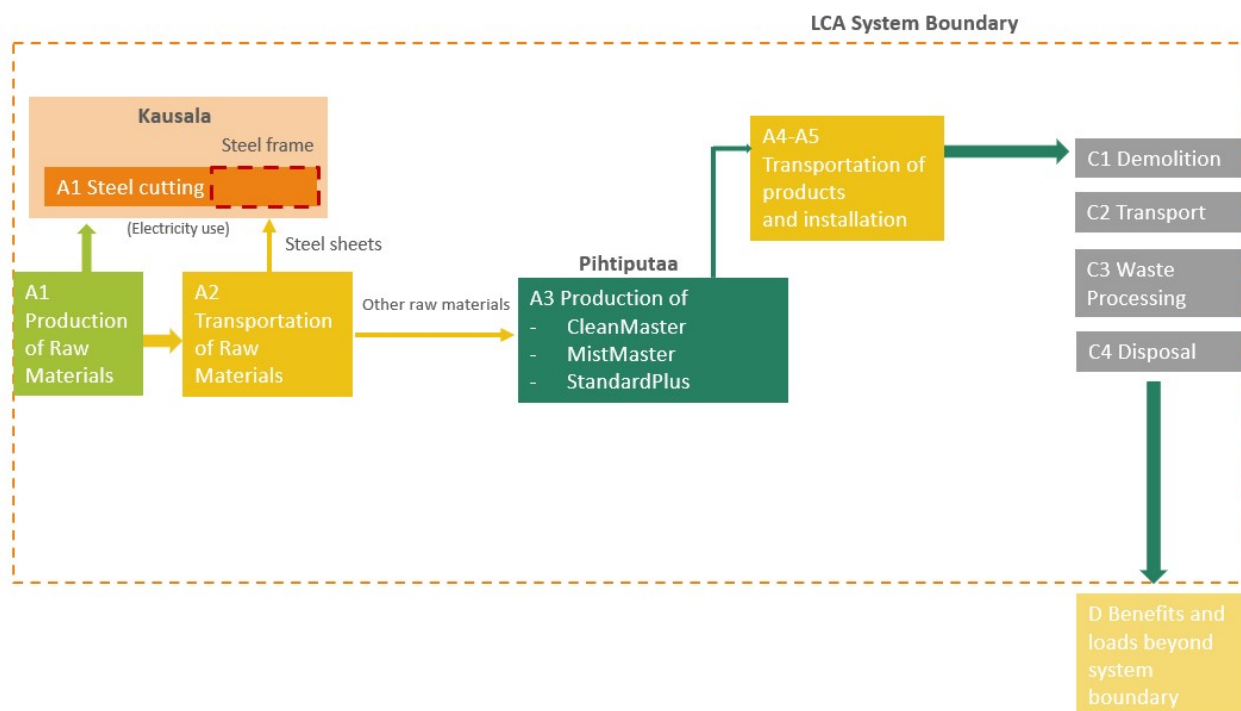 LCA System Boundary
Kausala
Steel frame
A1 Steel cutting
(Electricity use)
Steel sheets
A1
Production
of Raw
Materials
A2
Transportation
of Raw
Materials
Other raw materials
Pihtiputaa
A3 Production of
- CleanMaster
- MistMaster
- StandardPlus
A4-A5
Transportation of
products
and installation
C1 Demolition
C2 Transport
C3 Waste
Processing
C4 Disposal
D Benefits and
loads beyond
system
boundary